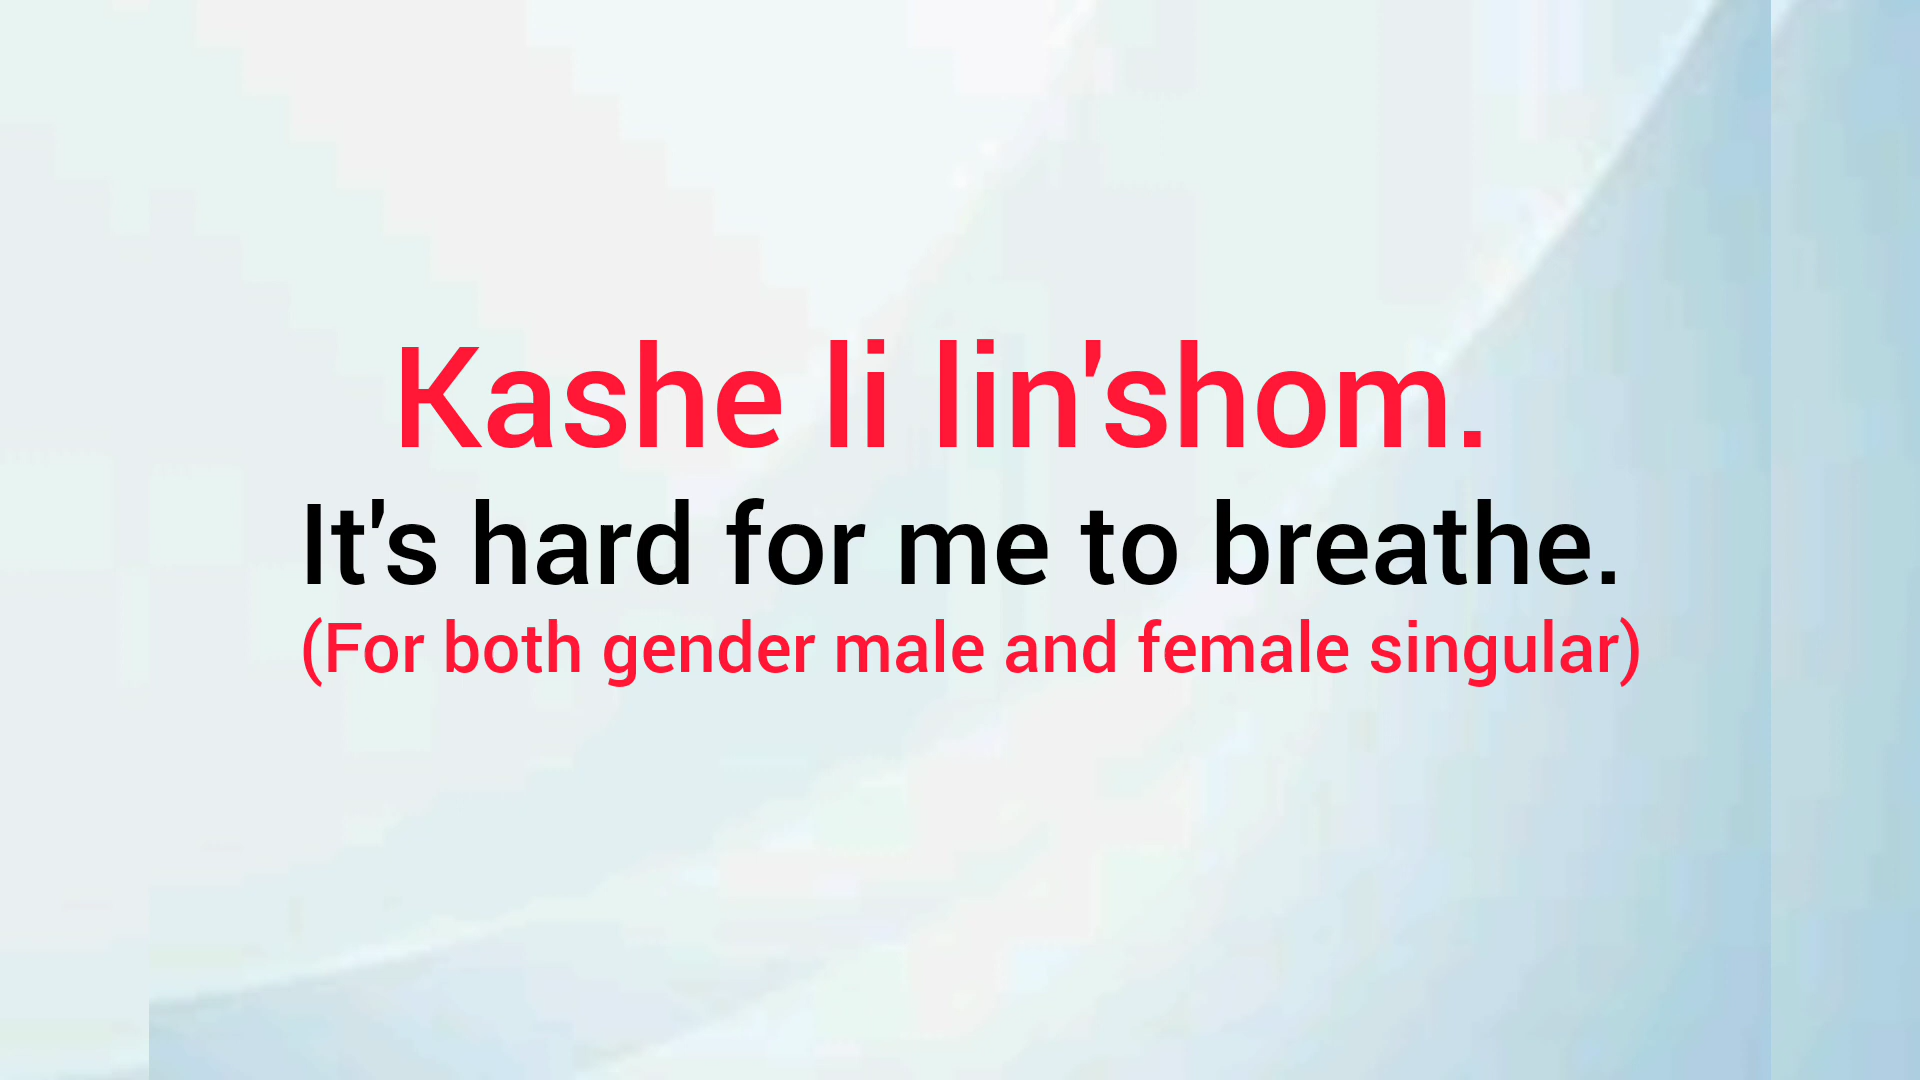 Kashe li lin'shom.
It's hard for me to breathe.
(For both gender male and female singular)